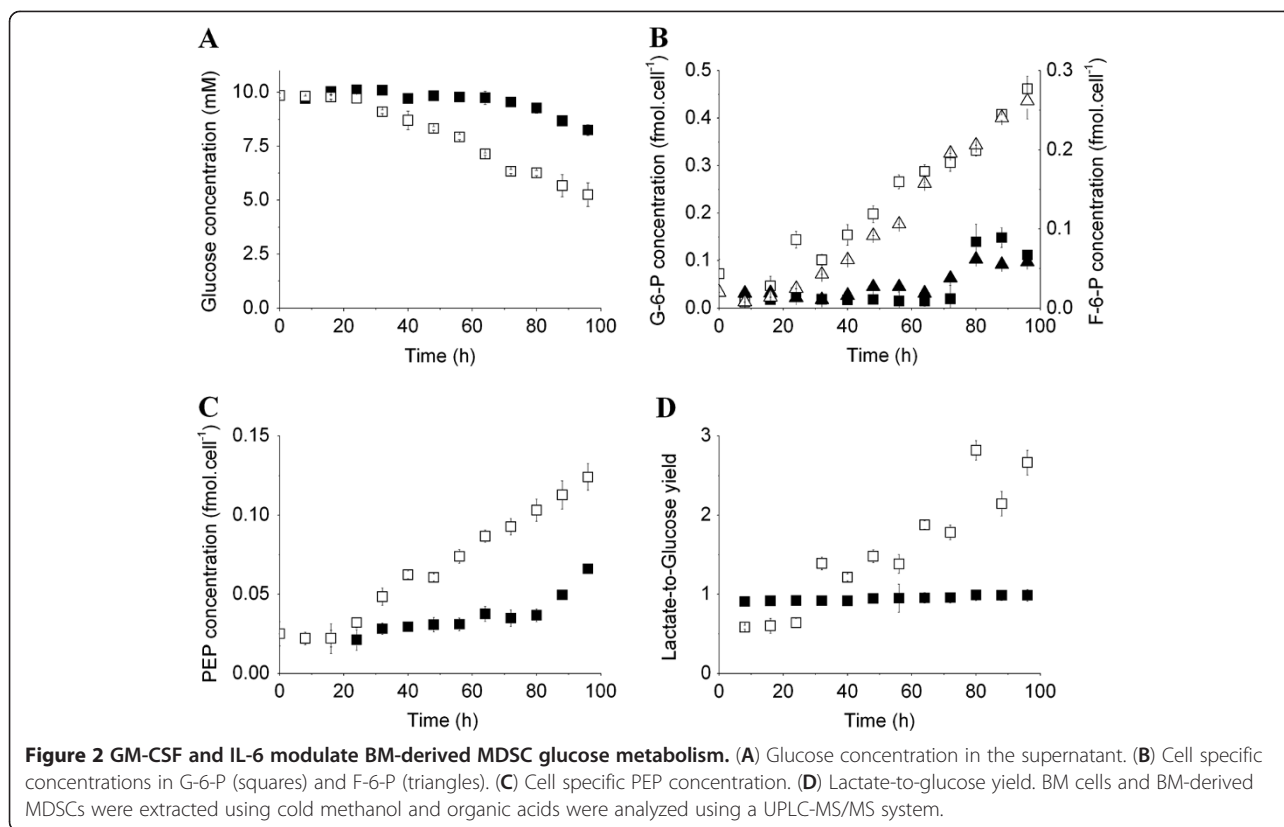 A
Glucose concentration (mM)
10.0
7.5
5.0
2.5
0.0
0 20 40 60 80 100
Time (h)
B
G-6-P concentration (fmol.cell⁻¹)
0.5
0.4
0.3
0.2
0.1
0.0
0.3
0.2
0.1
0.0
F-6-P concentration (fmol.cell⁻¹)
0 20 40 60 80 100
Time (h)
C
PEP concentration (fmol.cell⁻¹)
0.15
0.10
0.05
0.00
0 20 40 60 80 100
Time (h)
D
Lactate-to-Glucose yield
3
2
1
0
0 20 40 60 80 100
Time (h)
Figure 2 GM-CSF and IL-6 modulate BM-derived MDSC glucose metabolism. (A) Glucose concentration in the supernatant. (B) Cell specific
concentrations in G-6-P (squares) and F-6-P (triangles). (C) Cell specific PEP concentration. (D) Lactate-to-glucose yield. BM cells and BM-derived
MDSCs were extracted using cold methanol and organic acids were analyzed using a UPLC-MS/MS system.